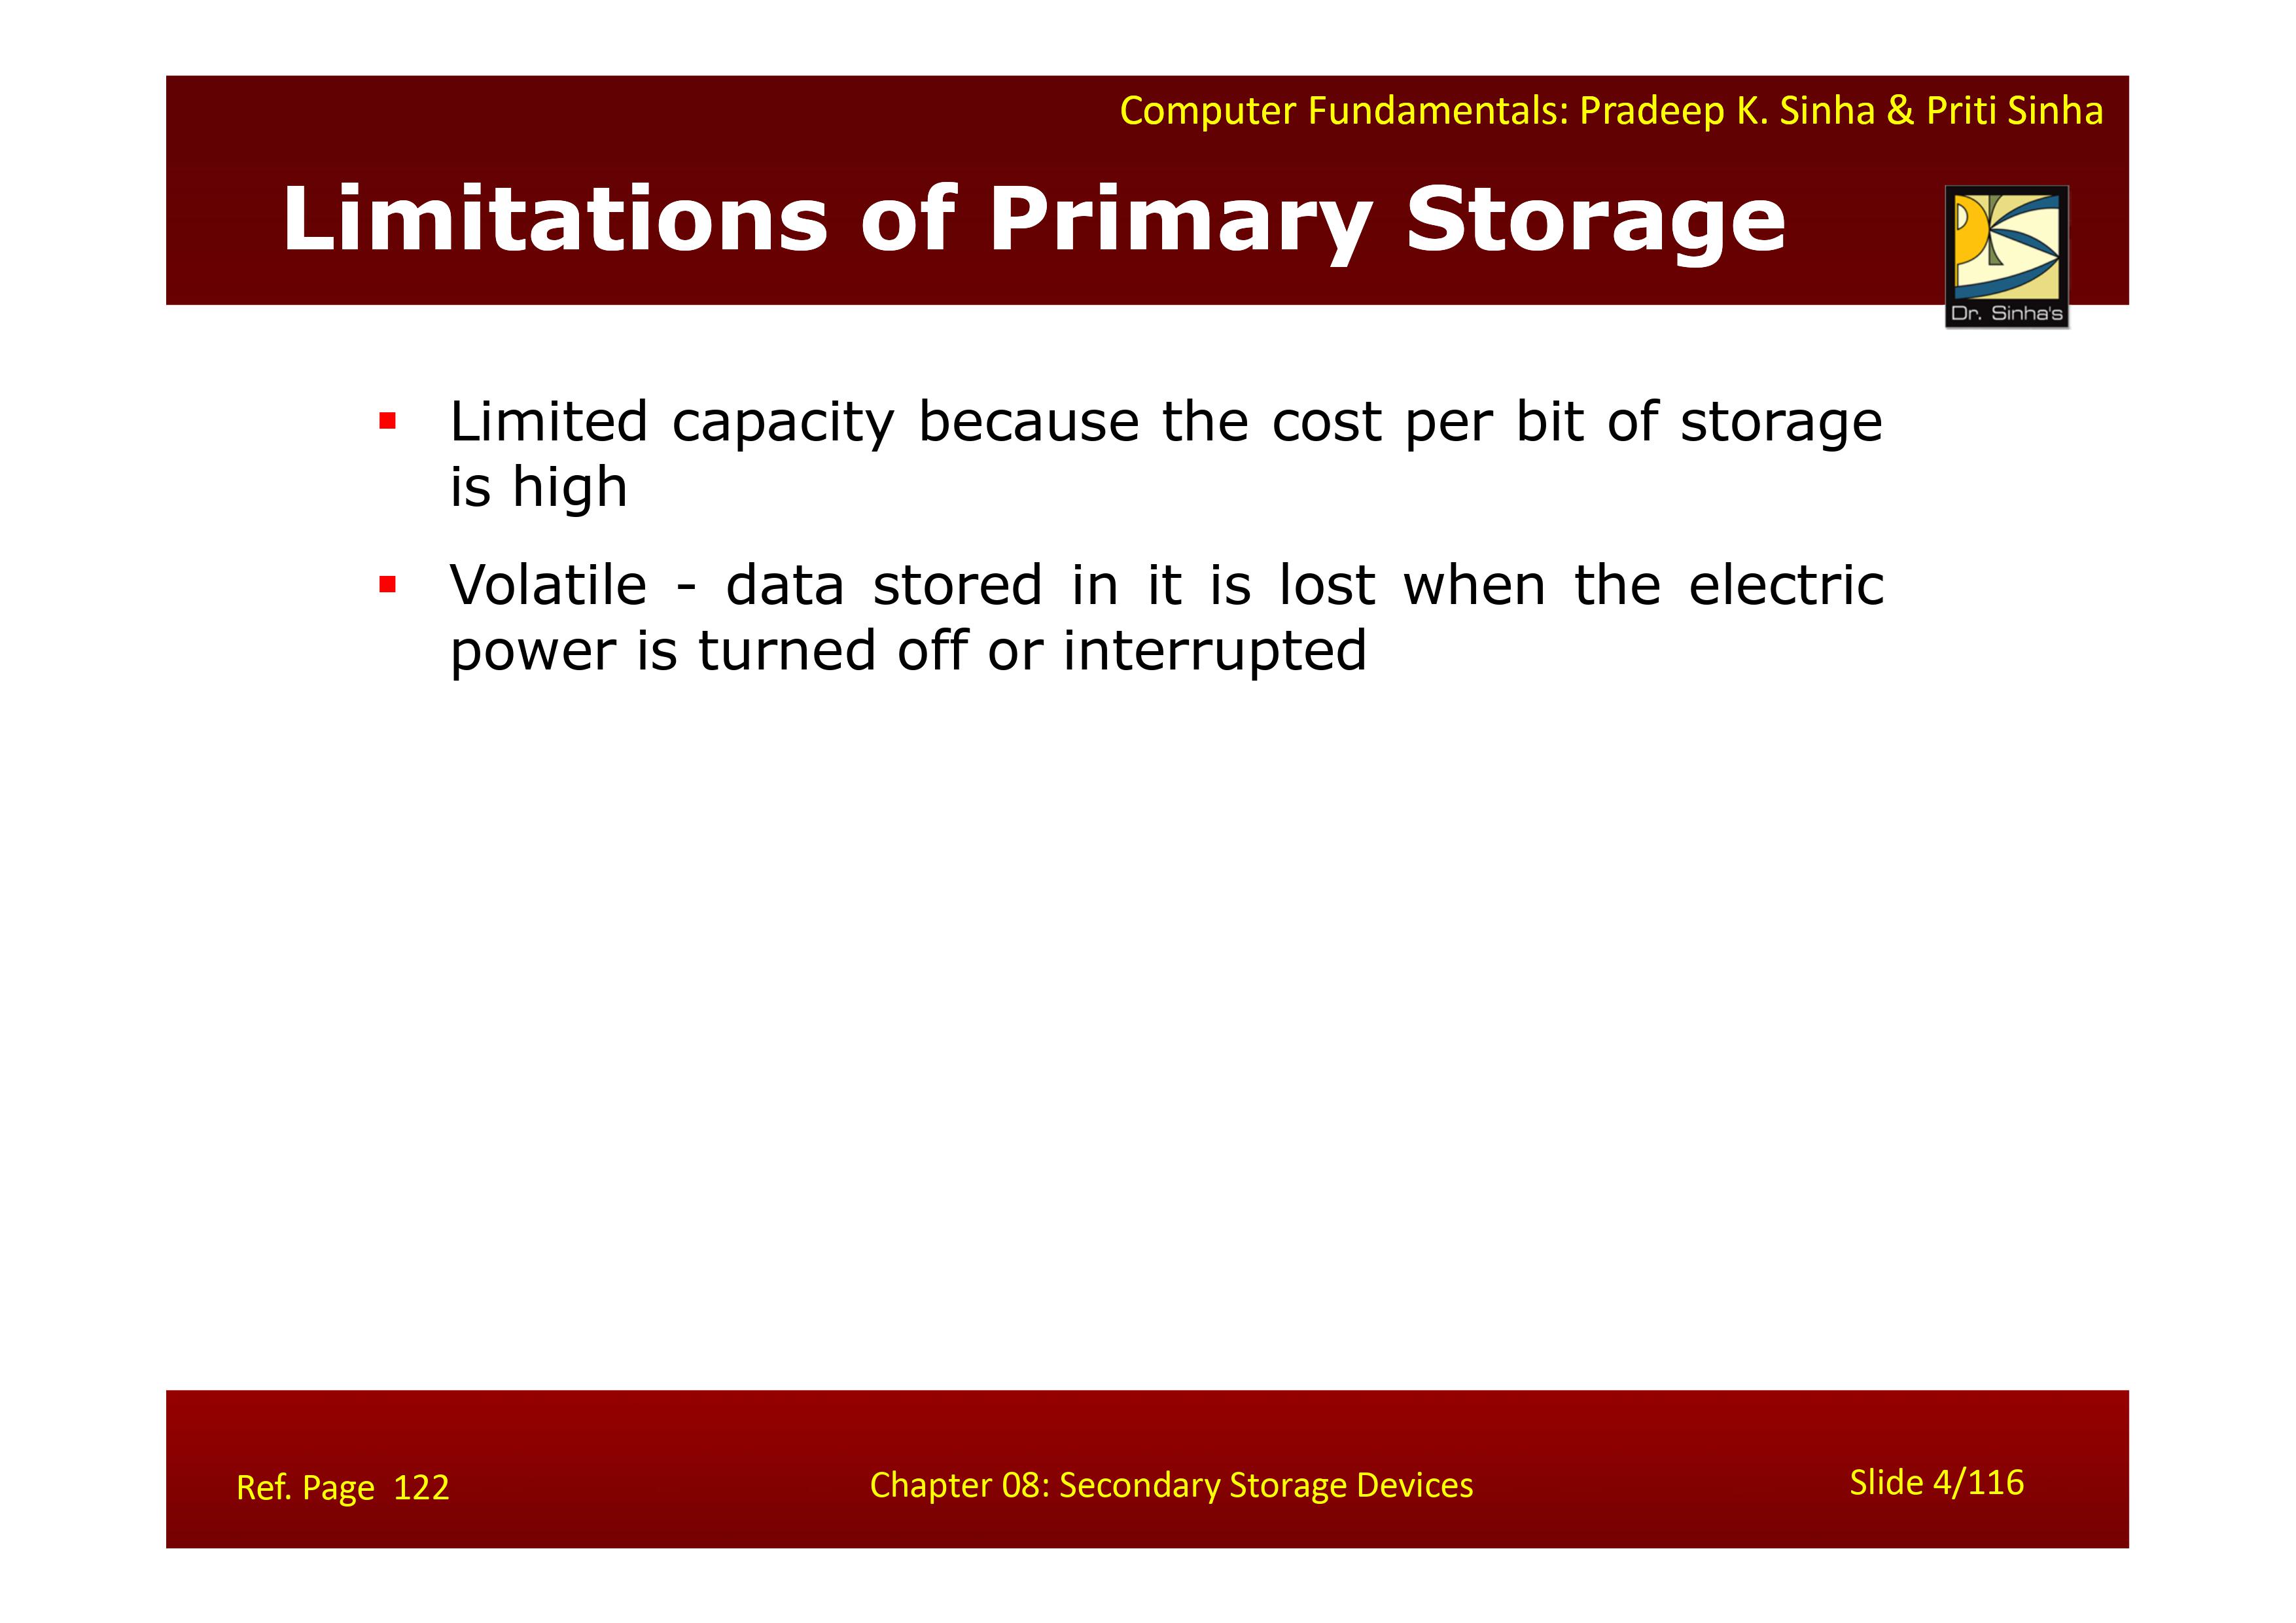 Computer Fundamentals: Pradeep K. Sinha & Priti Sinha
Limitations of Primary Storage
Dr. Sinha's
▪ Limited capacity because the cost per bit of storage
is high
▪ Volatile - data stored in it is lost when the electric
power is turned off or interrupted
Ref. Page 122
Chapter 08: Secondary Storage Devices
Slide 4/116